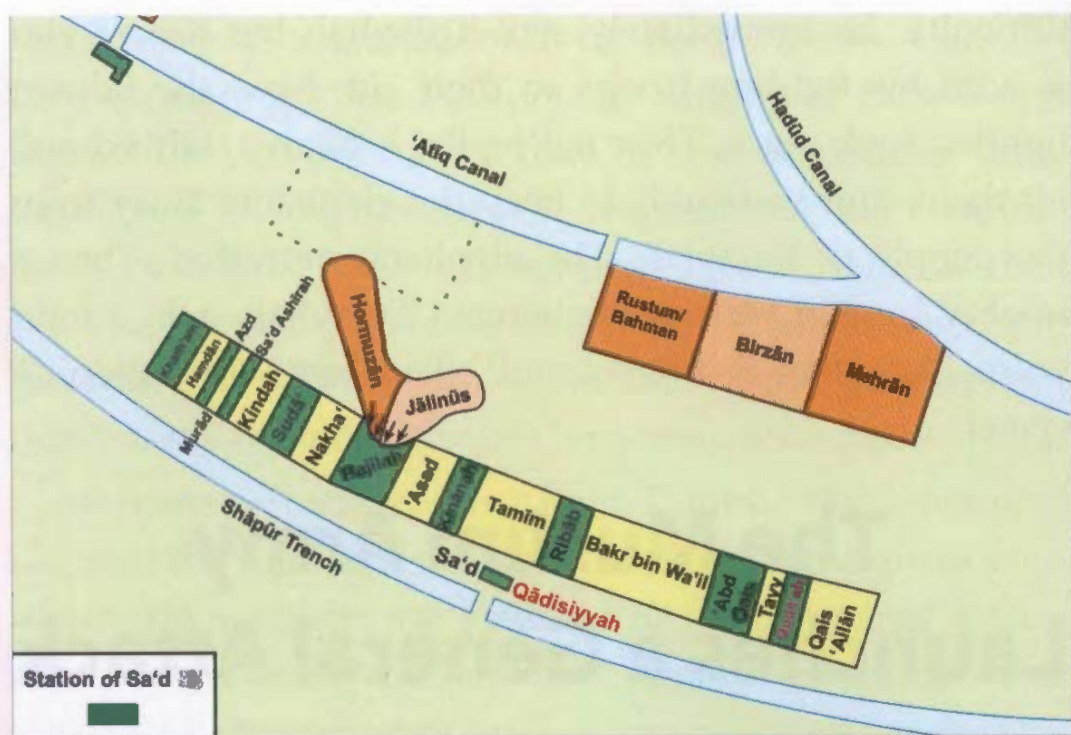 'Atīq Canal
Hadūd Canal
Rustum/
Bahman
Birzān
Mehrān
Hormuzān
Jālinūs
Hamdān
Azd
Sa'd Ashirah
Murād
Kindah
Sudā'
Nakha'
Bajilah
'Asad
Kinānah
Tamīm
Ribāb
Bakr bin Wa'il
Abd
Qais
Tayy
Qais
'Ailān
Shāpūr Trench
Sa'd
Qādisiyyah
Station of Sa'd